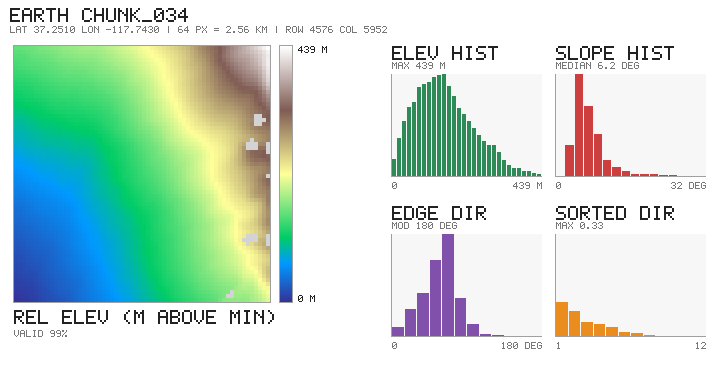 EARTH CHUNK_034
LAT 37.2510 LON -117.7430 | 64 PX = 2.56 KM | ROW 4576 COL 5952
439 M
0 M
REL ELEV (M ABOVE MIN)
VALID 99%
ELEV HIST
MAX 439 M
0 439 M
SLOPE HIST
MEDIAN 6.2 DEG
0 32 DEG
EDGE DIR
MOD 180 DEG
0 180 DEG
SORTED DIR
MAX 0.33
1 12